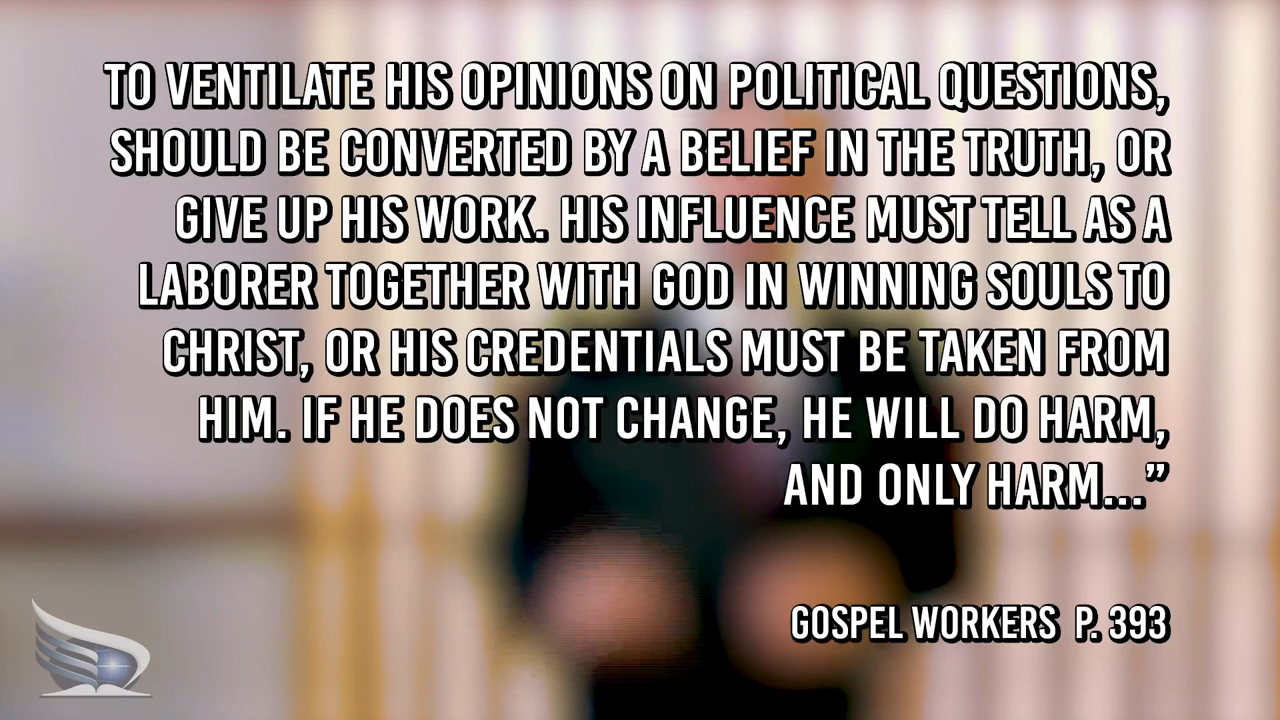 TO VENTILATE HIS OPINIONS ON POLITICAL QUESTIONS,
SHOULD BE CONVERTED BY A BELIEF IN THE TRUTH, OR
GIVE UP HIS WORK. HIS INFLUENCE MUST TELL AS A
LABORER TOGETHER WITH GOD IN WINNING SOULS TO
CHRIST, OR HIS CREDENTIALS MUST BE TAKEN FROM
HIM. IF HE DOES NOT CHANGE, HE WILL DO HARM,
AND ONLY HARM...”
GOSPEL WORKERS P. 393